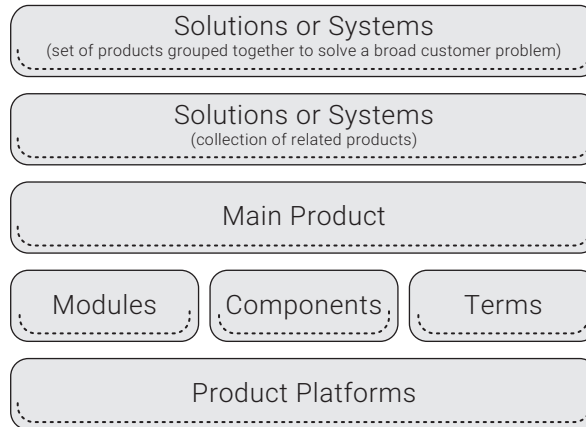 Solutions or Systems
(set of products grouped together to solve a broad customer problem)
Solutions or Systems
(collection of related products)
Main Product
Modules
Components
Terms
Product Platforms